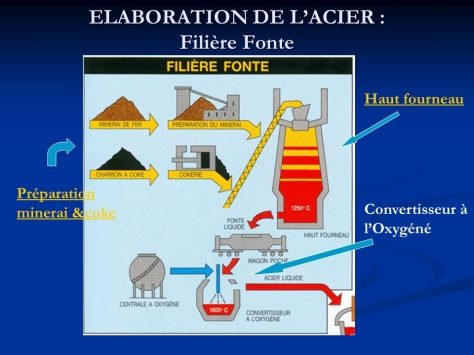 ELABORATION DE L'ACIER :
Filière Fonte
FILIÈRE FONTE
Haut fourneau
MINERAI DE FER
PRÉPARATION DU MINERAI
CHARBON A COKE
COKERIE
Préparation
minerai &coke
1250° C
Convertisseur à
l'Oxygéné
FONTE
LIQUIDE
HAUT FOURNEAU
WAGON POCHE
ACIER LIQUIDE
CENTRALE A OXYGÈNE
1600° C
CONVERTISSEUR
A L'OXYGÈNE